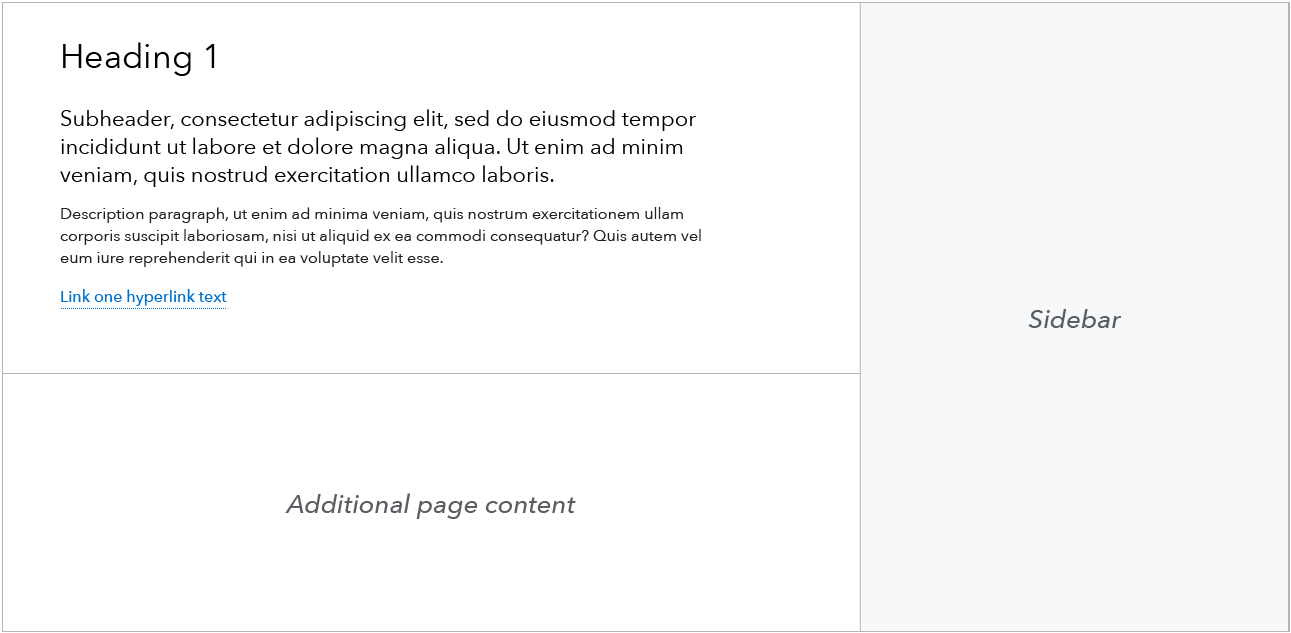 Heading 1
Subheader, consectetur adipiscing elit, sed do eiusmod tempor
incididunt ut labore et dolore magna aliqua. Ut enim ad minim
veniam, quis nostrud exercitation ullamco laboris.
Description paragraph, ut enim ad minima veniam, quis nostrum exercitationem ullam
corporis suscipit laboriosam, nisi ut aliquid ex ea commodi consequatur? Quis autem vel
eum iure reprehenderit qui in ea voluptate velit esse.
Link one hyperlink text
Additional page content
Sidebar